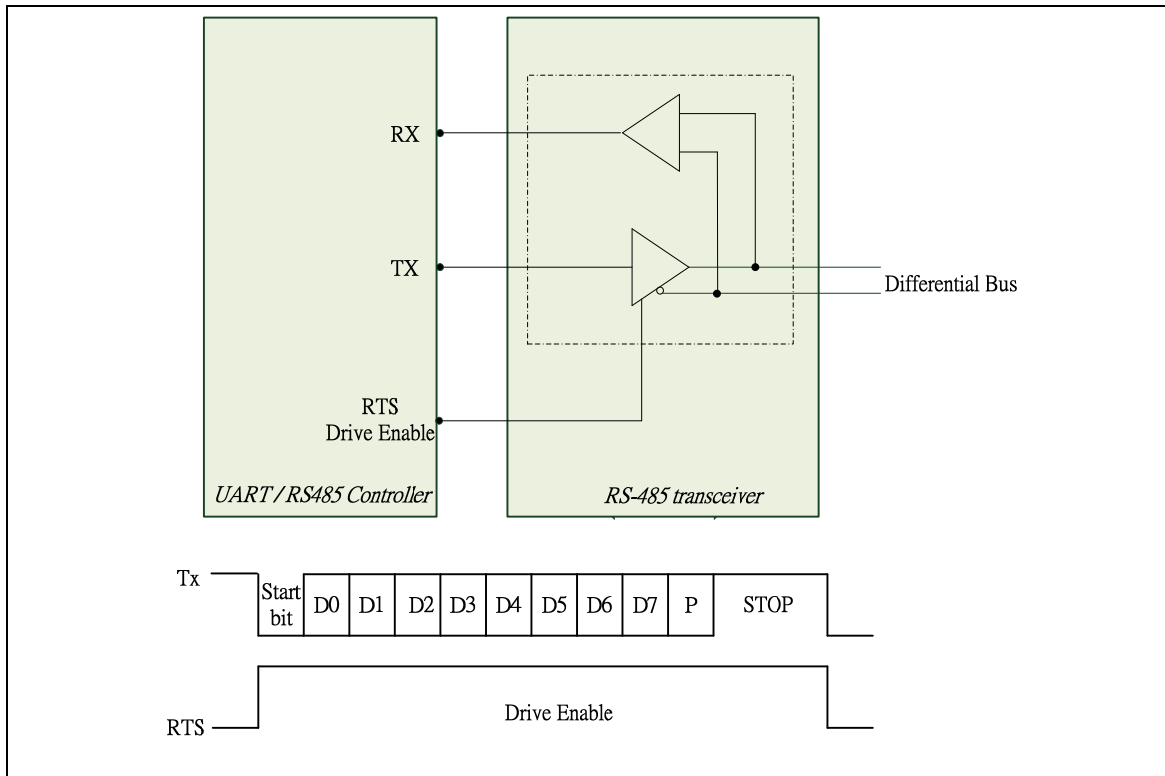 RX
TX
Differential Bus
RTS
Drive Enable
UART / RS485 Controller
RS-485 transceiver
Tx
Start
bit
D0 D1 D2 D3 D4 D5 D6 D7 P STOP
Drive Enable
RTS